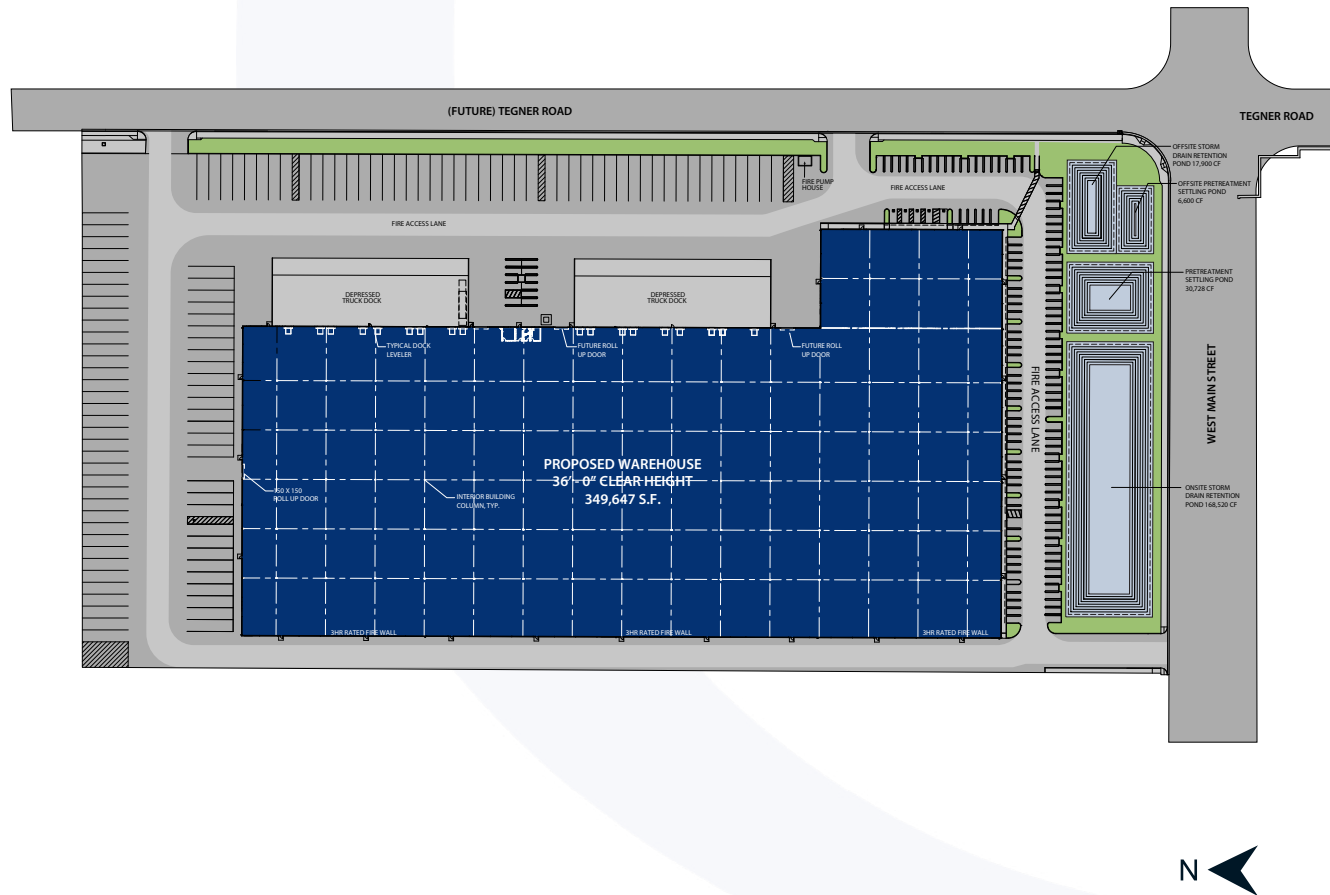 (FUTURE) TEGNER ROAD
TEGNER ROAD
OFFSITE STORM
DRAIN RETENTION
POND 17,900 CF
OFFSITE PRETREATMENT
SETTLING POND
6,600 CF
FIRE PUMP
HOUSE
FIRE ACCESS LANE
FIRE ACCESS LANE
PRETREATMENT
SETTLING POND
30,728 CF
DEPRESSED
TRUCK DOCK
DEPRESSED
TRUCK DOCK
TYPICAL DOCK
LEVELER
FUTURE ROLL
UP DOOR
FUTURE ROLL
UP DOOR
FIRE ACCESS LANE
WEST MAIN STREET
PROPOSED WAREHOUSE
36'- 0" CLEAR HEIGHT
349,647 S.F.
150 X 150
ROLL UP DOOR
INTERIOR BUILDING
COLUMN, TYP.
ONSITE STORM
DRAIN RETENTION
POND 168,520 CF
3HR RATED FIRE WALL
3HR RATED FIRE WALL
3HR RATED FIRE WALL
N